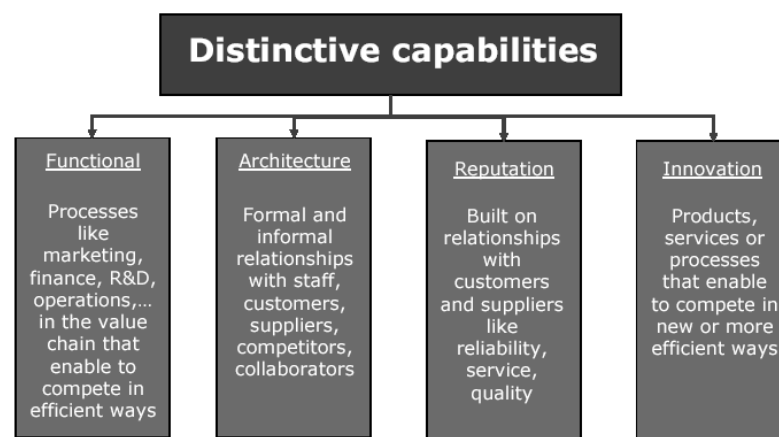 Distinctive capabilities
Functional
Processes
like
marketing,
finance, R&D,
operations,...
in the value
chain that
enable to
compete in
efficient ways
Architecture
Formal and
informal
relationships
with staff,
customers,
suppliers,
competitors,
collaborators
Reputation
Built on
relationships
with
customers
and suppliers
like
reliability,
service,
quality
Innovation
Products,
services or
processes
that enable
to compete in
new or more
efficient ways